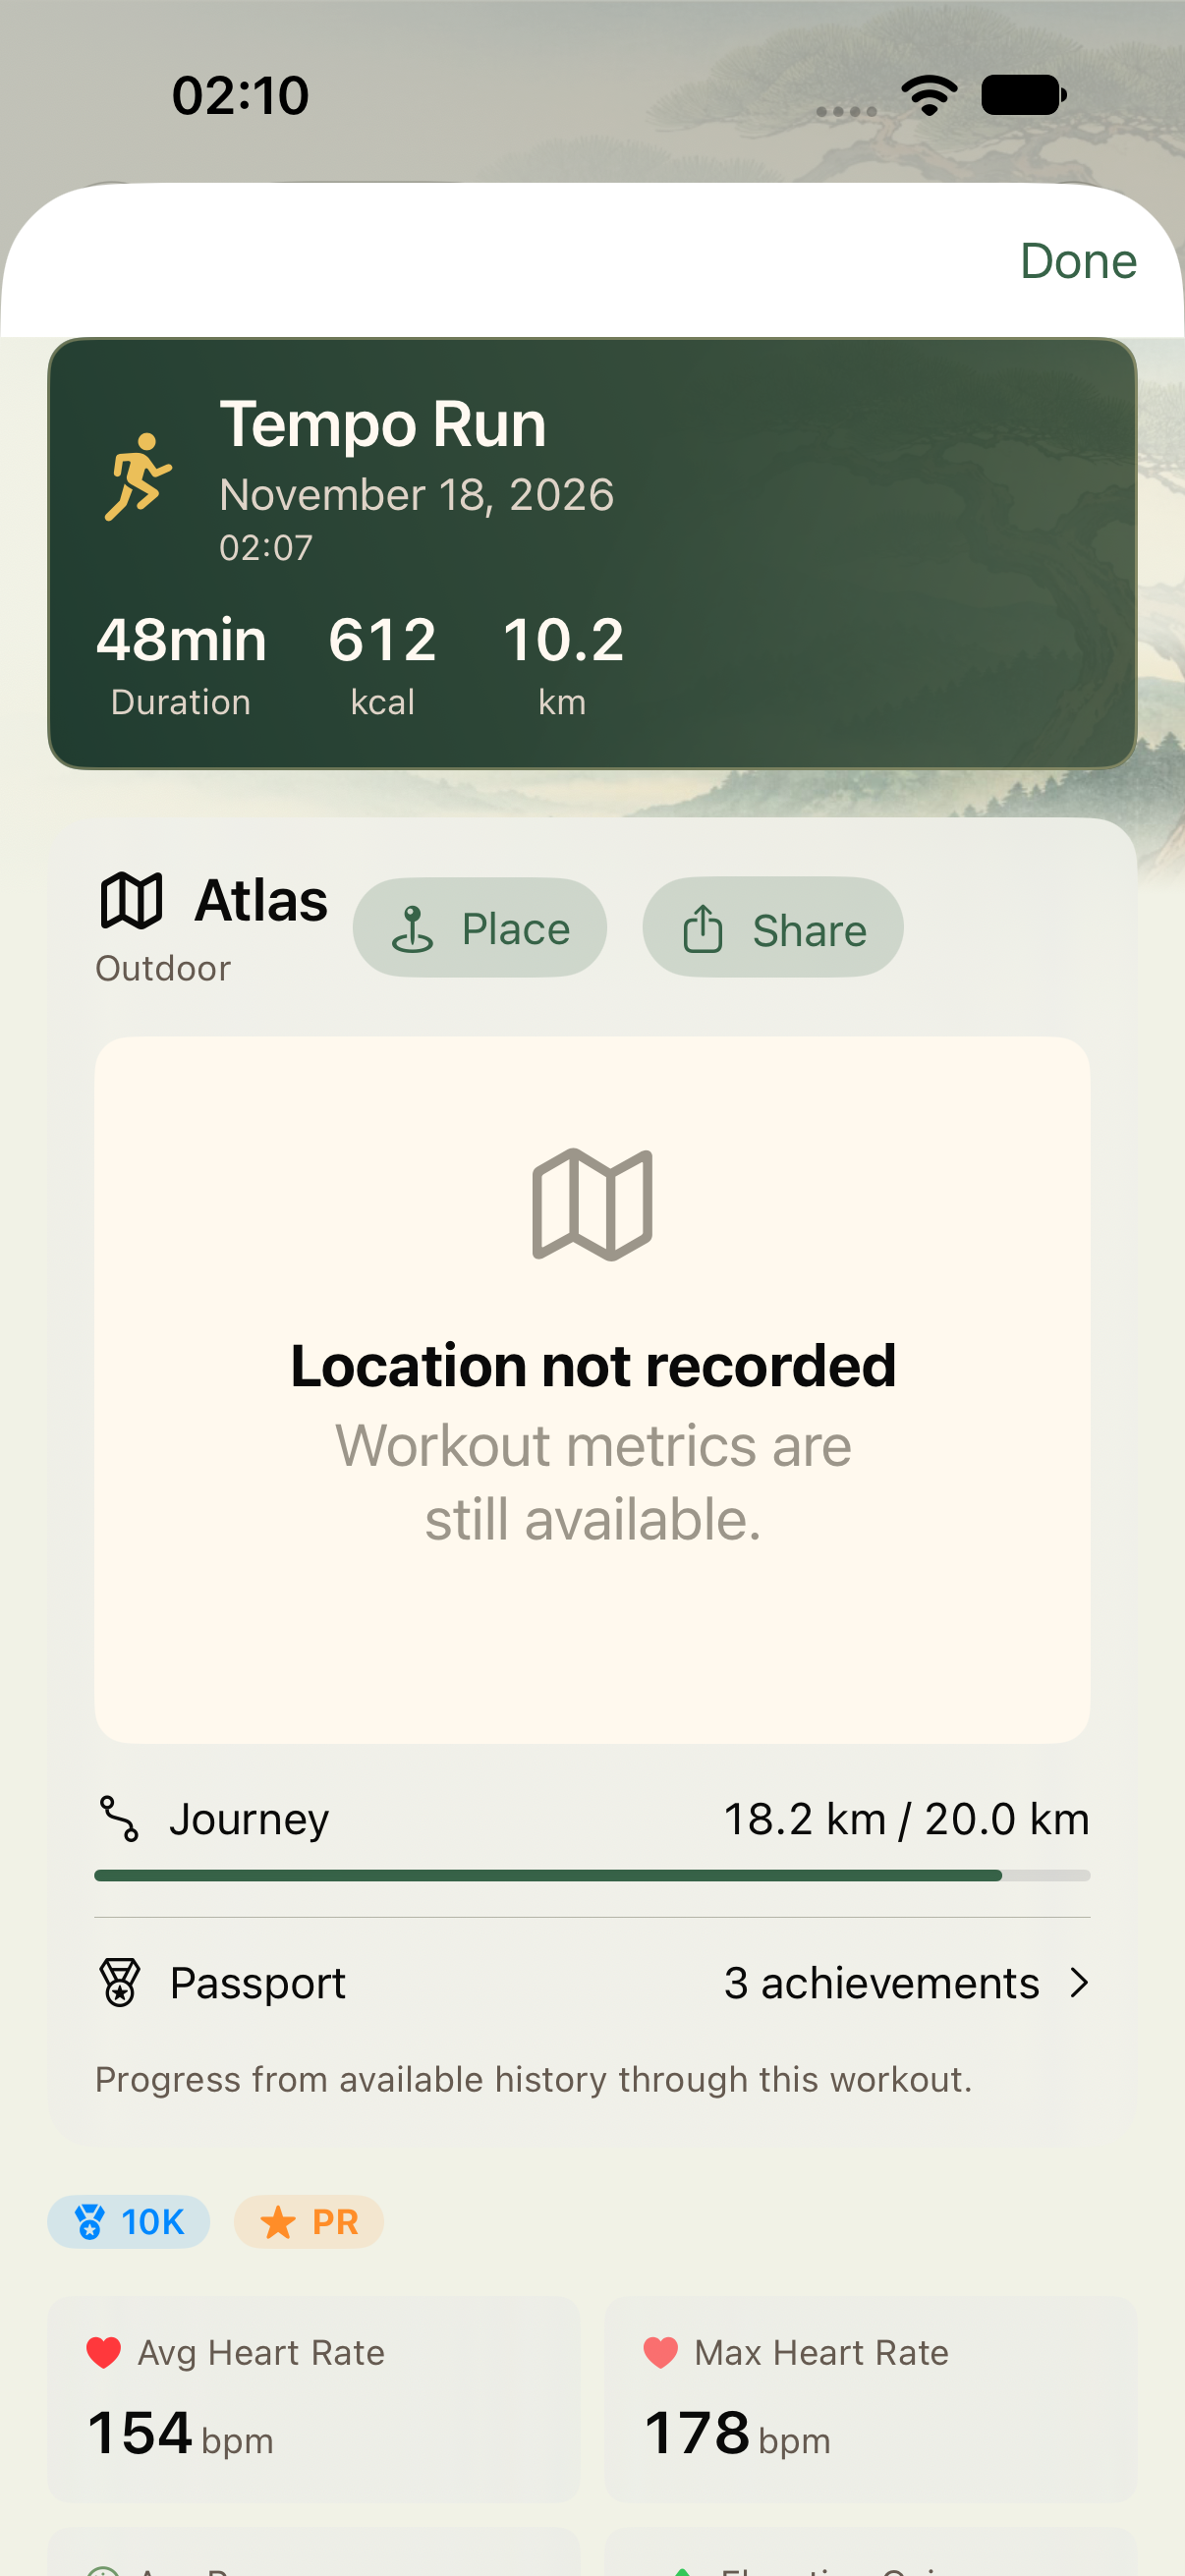 02:10
Done
Tempo Run
November 18, 2026
02:07
48min 612 10.2
Duration kcal km
Atlas
Outdoor
Place
Share
Location not recorded
Workout metrics are
still available.
Journey 18.2 km / 20.0 km
Passport 3 achievements
Progress from available history through this workout.
10K PR
Avg Heart Rate
154 bpm
Max Heart Rate
178 bpm